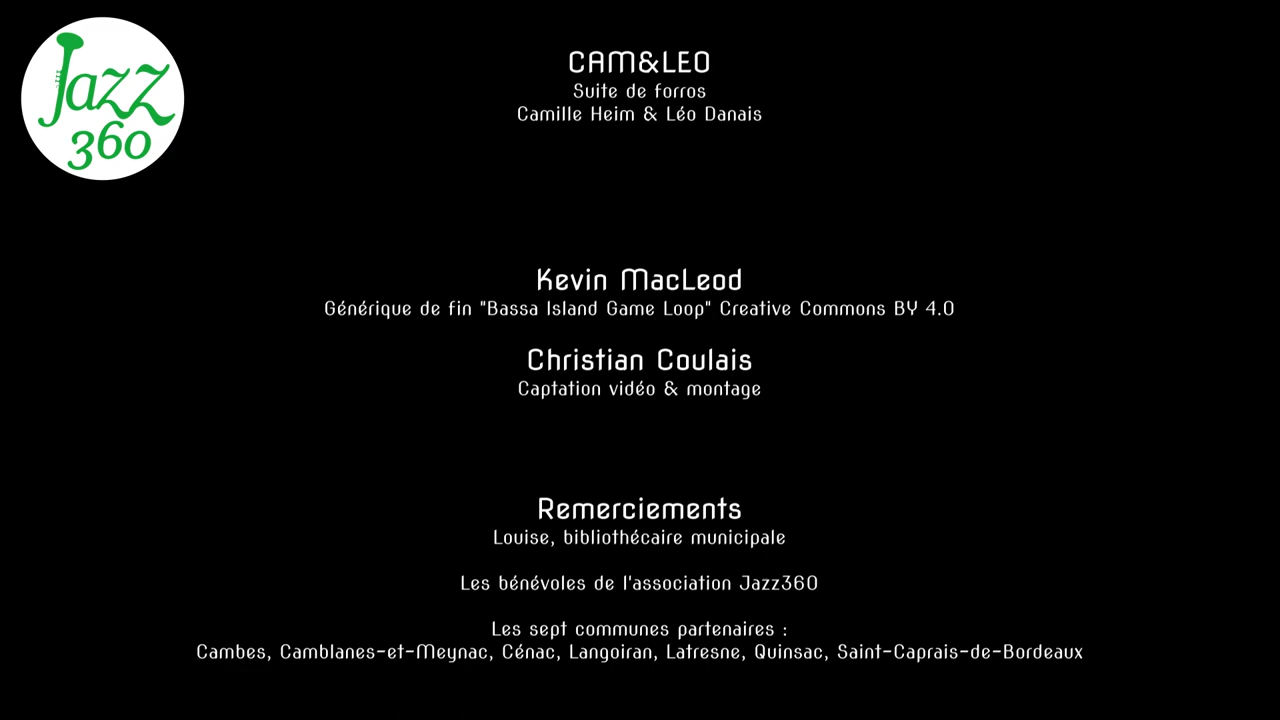 Jazz
360
CAM&LEO
Suite de forros
Camille Heim & Léo Danais
Kevin MacLeod
Générique de fin "Bassa Island Game Loop" Creative Commons BY 4.0
Christian Coulais
Captation vidéo & montage
Remerciements
Louise, bibliothécaire municipale
Les bénévoles de l'association Jazz360
Les sept communes partenaires :
Cambes, Camblanes-et-Meynac, Cénac, Langoiran, Latresne, Quinsac, Saint-Caprais-de-Bordeaux